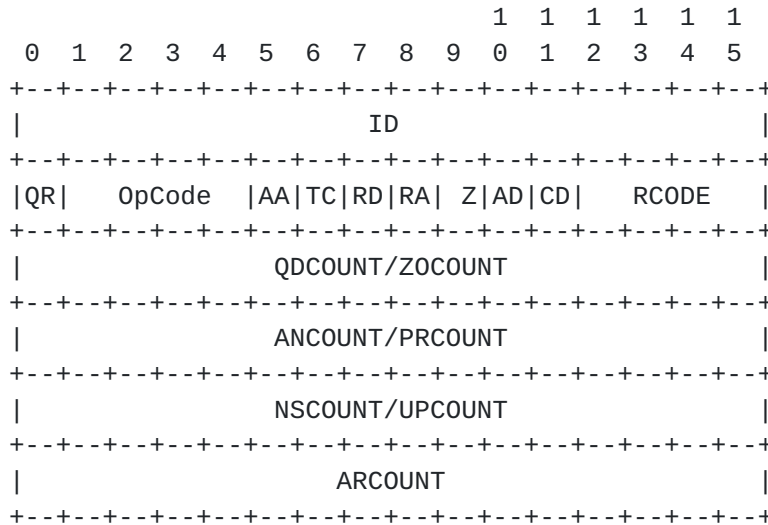 1  1  1  1  1  1
  0  1  2  3  4  5  6  7  8  9  0  1  2  3  4  5
+--+--+--+--+--+--+--+--+--+--+--+--+--+--+--+--+
|                      ID                       |
+--+--+--+--+--+--+--+--+--+--+--+--+--+--+--+--+
|QR|   OpCode  |AA|TC|RD|RA| Z|AD|CD|   RCODE   |
+--+--+--+--+--+--+--+--+--+--+--+--+--+--+--+--+
|                QDCOUNT/ZOCOUNT                |
+--+--+--+--+--+--+--+--+--+--+--+--+--+--+--+--+
|                ANCOUNT/PRCOUNT                |
+--+--+--+--+--+--+--+--+--+--+--+--+--+--+--+--+
|                NSCOUNT/UPCOUNT                |
+--+--+--+--+--+--+--+--+--+--+--+--+--+--+--+--+
|                    ARCOUNT                    |
+--+--+--+--+--+--+--+--+--+--+--+--+--+--+--+--+